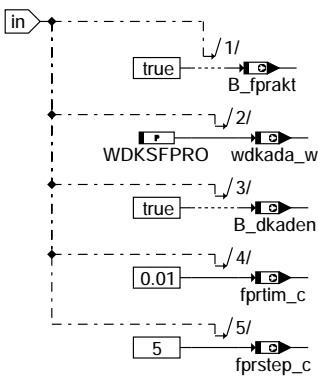 in
1/
true
B_fprakt
2/
P
WDKSFPRO wdkada_w
3/
true
B_dkaden
4/
0.01
fprtim_c
5/
5
fprstep_c